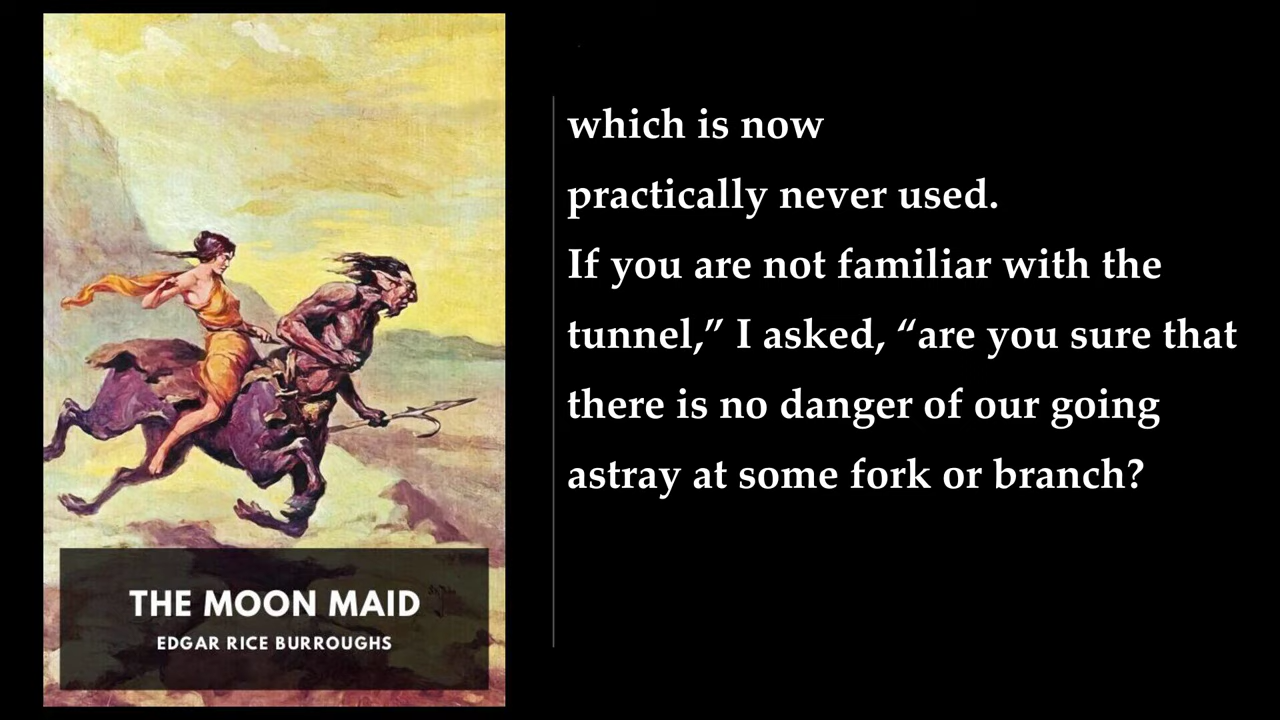 which is now
practically never used.
If you are not familiar with the
tunnel,” I asked, “are you sure that
there is no danger of our going
astray at some fork or branch?
THE MOON MAID
EDGAR RICE BURROUGHS